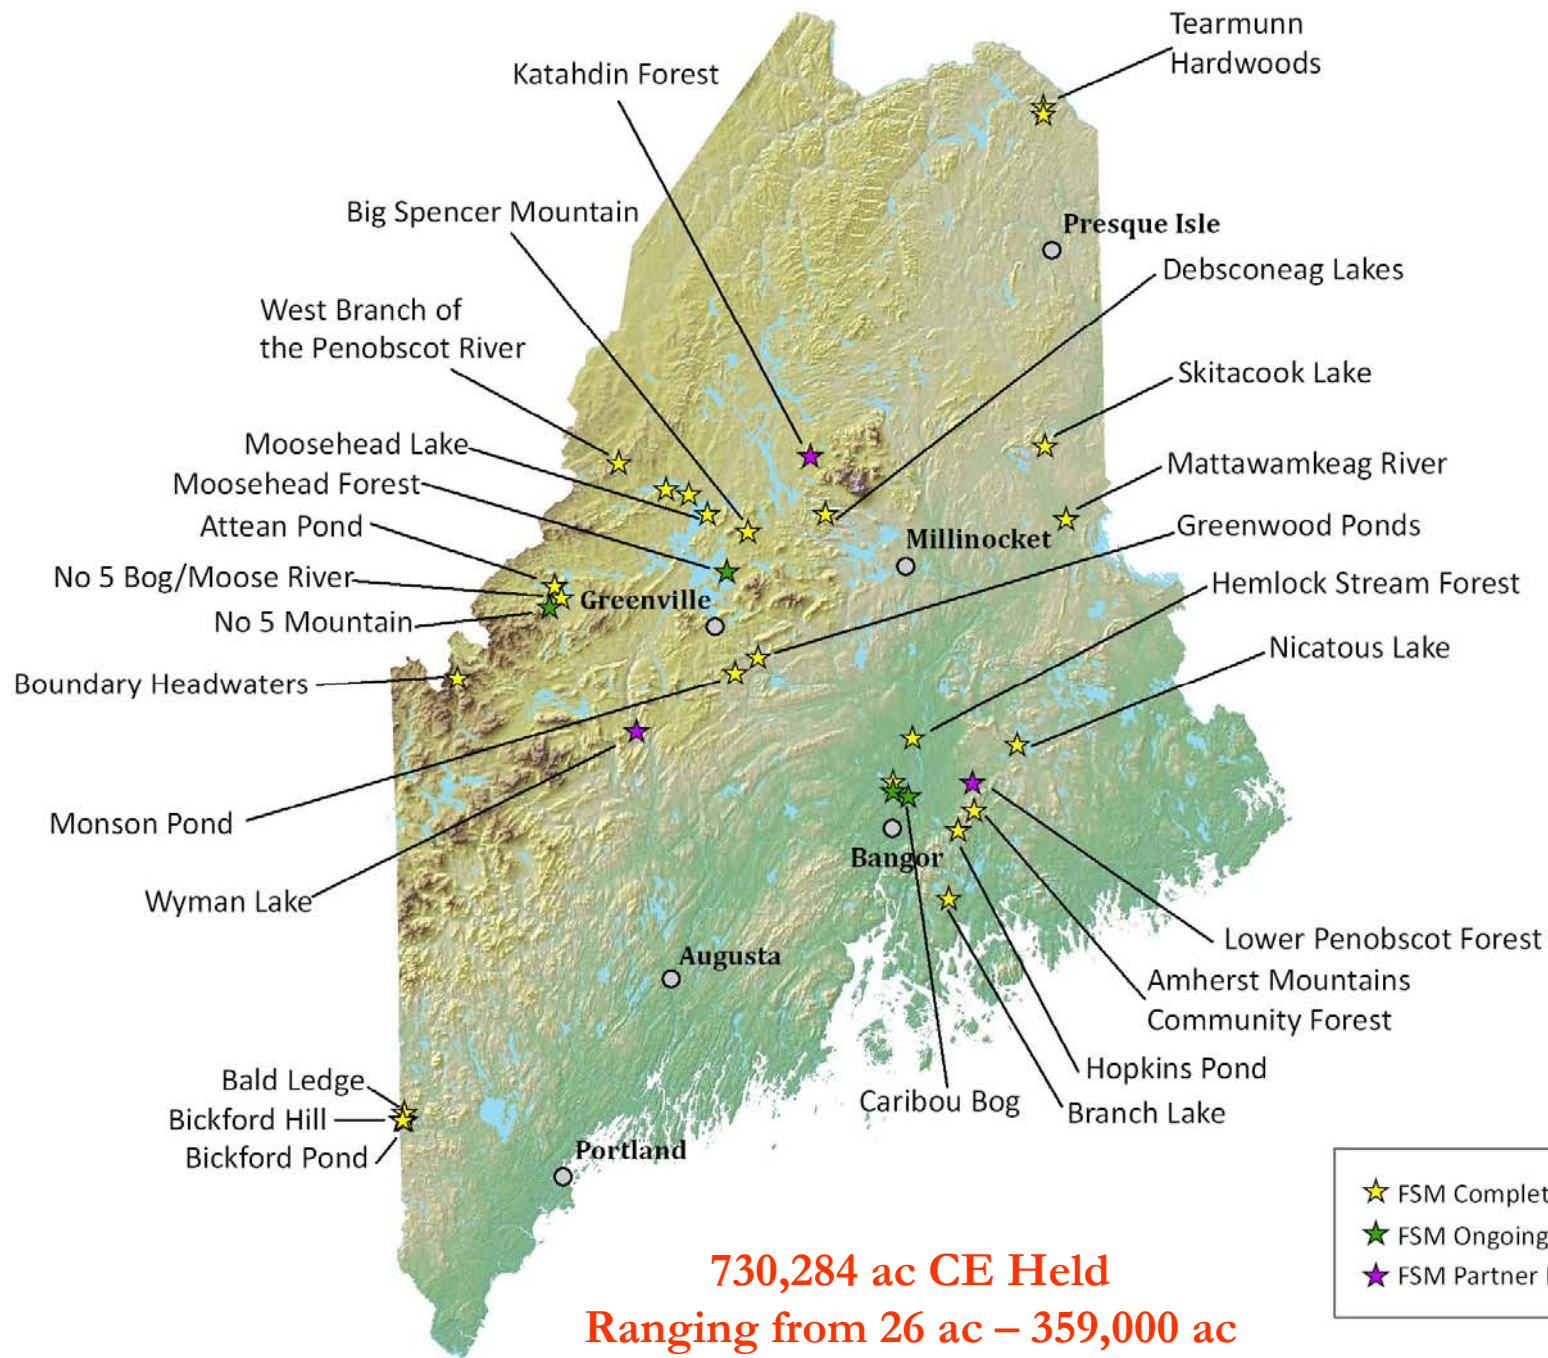 Tearmunn
Hardwoods
Katahdin Forest
Big Spencer Mountain
Presque Isle
Debsconeag Lakes
West Branch of
the Penobscot River
Skitacook Lake
Moosehead Lake
Mattawamkeag River
Moosehead Forest
Attean Pond
Greenwood Ponds
Millinocket
No 5 Bog/Moose River
Greenville
Hemlock Stream Forest
No 5 Mountain
Nicatous Lake
Boundary Headwaters
Monson Pond
Bangor
Wyman Lake
Lower Penobscot Forest
Augusta
Amherst Mountains
Community Forest
Hopkins Pond
Bald Ledge
Caribou Bog
Branch Lake
Bickford Hill
Bickford Pond
Portland
FSM Complet
FSM Ongoing
FSM Partner
730,284 ac CE Held
Ranging from 26 ac – 359,000 ac